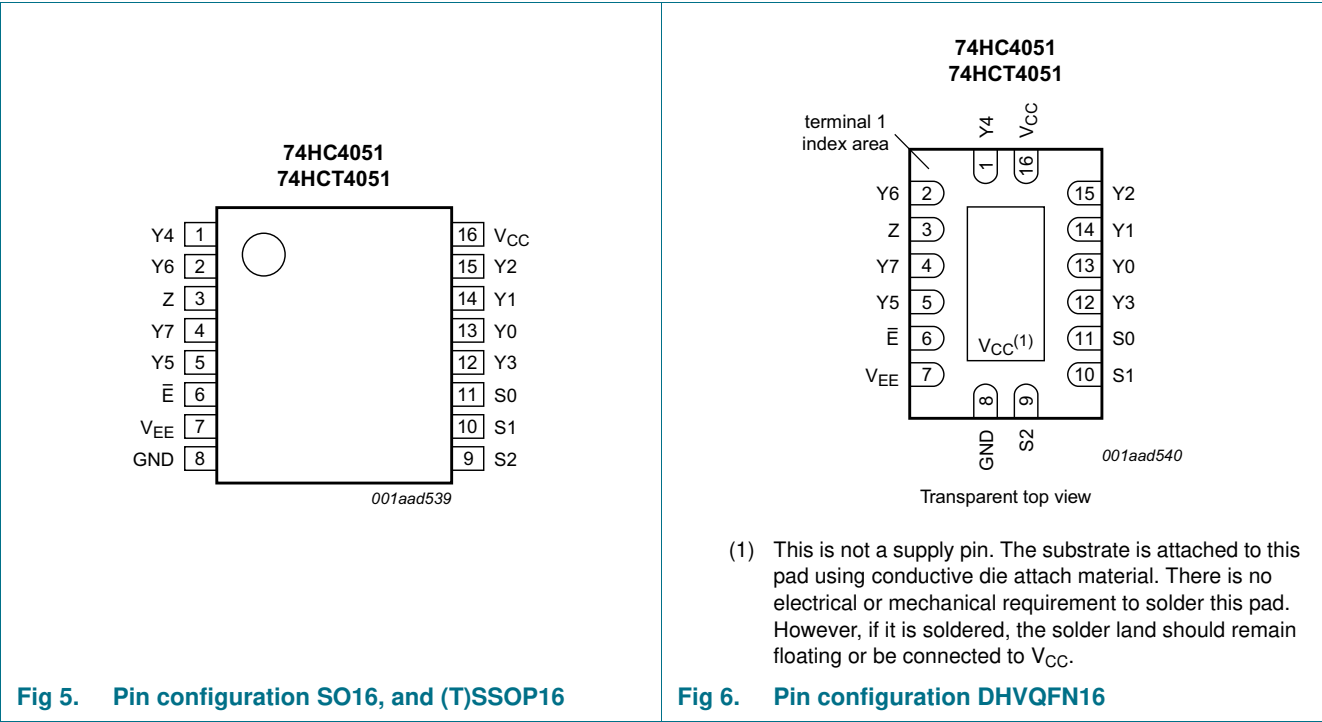 74HC4051
74HCT4051
Y4 1
Y6 2
Z 3
Y7 4
Y5 5
E̅ 6
VEE 7
GND 8
16 VCC
15 Y2
14 Y1
13 Y0
12 Y3
11 S0
10 S1
9 S2
001aad539
Fig 5. Pin configuration SO16, and (T)SSOP16
74HC4051
74HCT4051
terminal 1
index area
Y4
VCC
1
16
Y6 2
Z 3
Y7 4
Y5 5
E̅ 6
VEE 7
15 Y2
14 Y1
13 Y0
12 Y3
11 S0
10 S1
VCC(1)
8
9
GND
S2
001aad540
Transparent top view
(1) This is not a supply pin. The substrate is attached to this
pad using conductive die attach material. There is no
electrical or mechanical requirement to solder this pad.
However, if it is soldered, the solder land should remain
floating or be connected to VCC.
Fig 6. Pin configuration DHVQFN16